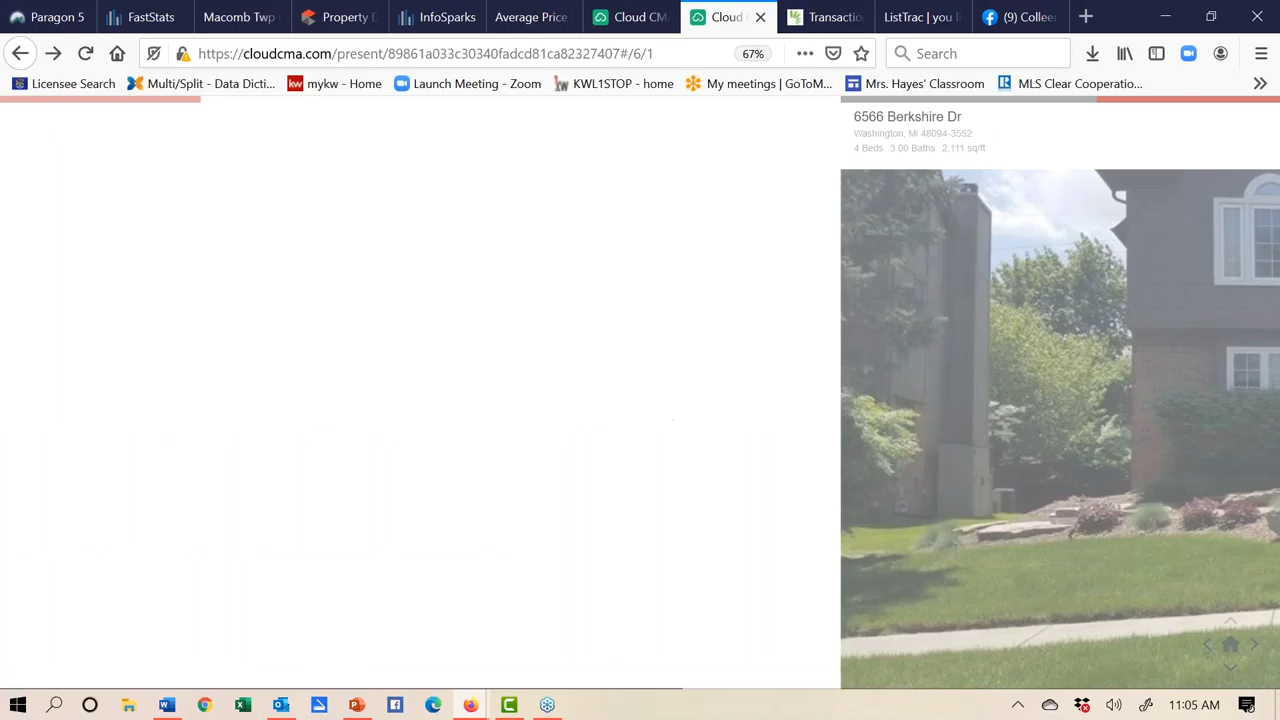 Paragon 5
FastStats
Macomb Twp
Property D
InfoSparks
Average Price
Cloud CM
Cloud
Transactio
ListTrac | you l
(9) Colleen
https://cloudcma.com/present/89861a033c30340fadcd81ca82327407#/6/1
67%
Search
Licensee Search
Multi/Split - Data Dicti...
kw
mykw - Home
Launch Meeting - Zoom
KWL1STOP - home
My meetings | GoToM...
Mrs. Hayes' Classroom
MLS Clear Cooperatio...
6566 Berkshire Dr
Washington, MI 48094-3552
4 Beds 3.00 Baths 2,111 sq/ft
11:05 AM